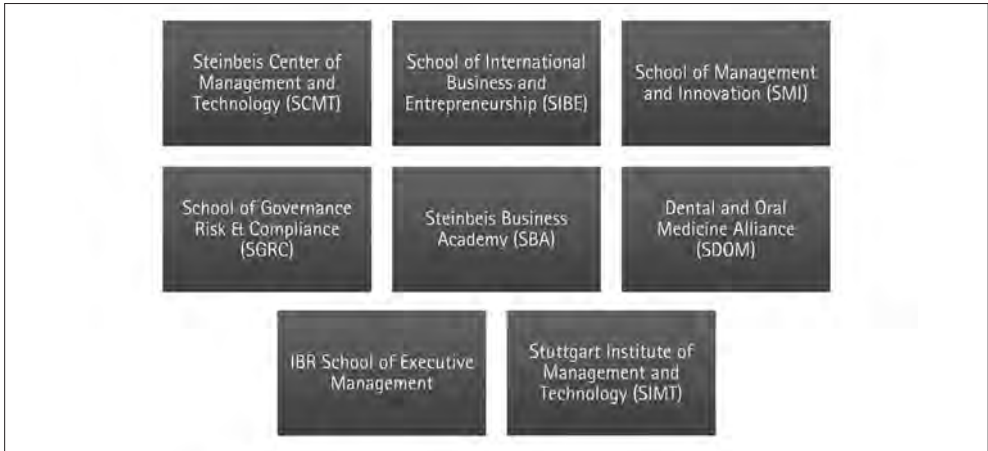 Steinbeis Center of
Management and
Technology (SCMT)
School of International
Business and
Entrepreneurship (SIBE)
School of Management
and Innovation (SMI)
School of Governance
Risk & Compliance
(SGRC)
Steinbeis Business
Academy (SBA)
Dental and Oral
Medicine Alliance
(SDOM)
IBR School of Executive
Management
Stuttgart Institute of
Management and
Technology (SIMT)